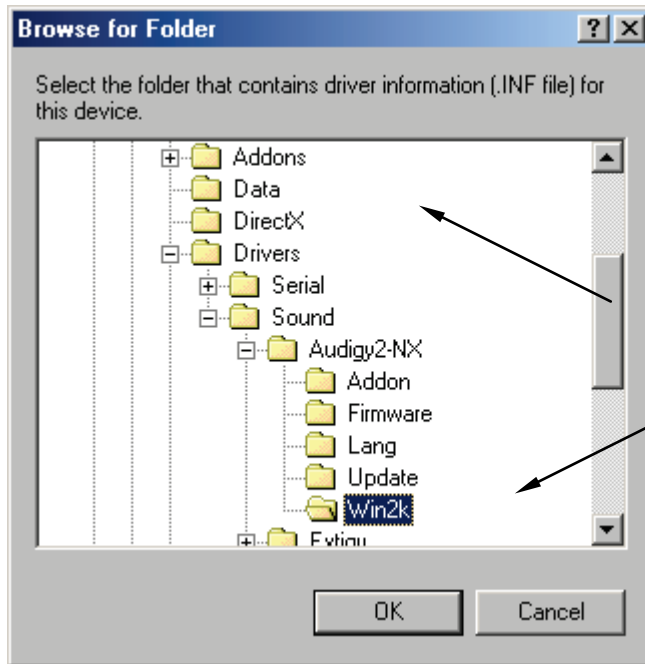 Browse for Folder
Select the folder that contains driver information (.INF file) for
this device.
Addons
Data
DirectX
Drivers
Serial
Sound
Audigy2-NX
Addon
Firmware
Lang
Update
Win2k
OK
Cancel